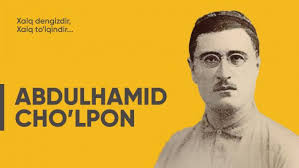 Xalq dengizdir,
Xalq to'lqindir...
ABDULHAMID
CHO'LPON